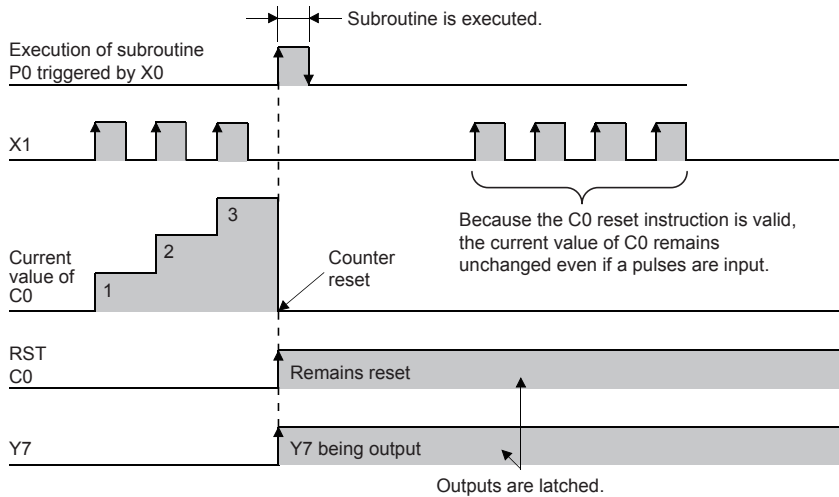 Subroutine is executed.
Execution of subroutine
P0 triggered by X0
X1
Current
value of
C0
1
2
3
Counter
reset
Because the C0 reset instruction is valid,
the current value of C0 remains
unchanged even if a pulses are input.
RST
C0
Remains reset
Y7
Y7 being output
Outputs are latched.